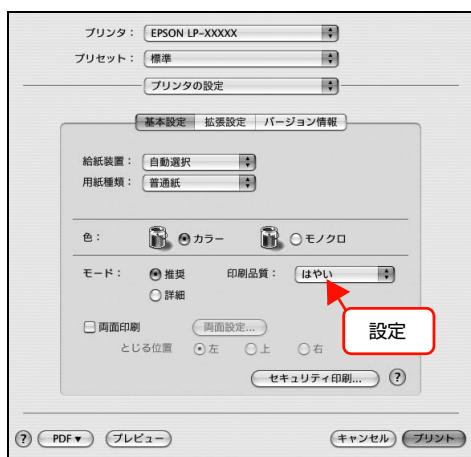 プリンタ： EPSON LP-XXXXX
プリセット： 標準
プリンタの設定
基本設定 拡張設定 バージョン情報
給紙装置： 自動選択
用紙種類： 普通紙
色： カラー モノクロ
モード： 推奨 印刷品質： はやい
詳細
設定
両面印刷 両面設定...
とじる位置 左 上 右
セキュリティ印刷... ?
? PDF▼ プレビュー キャンセル プリント